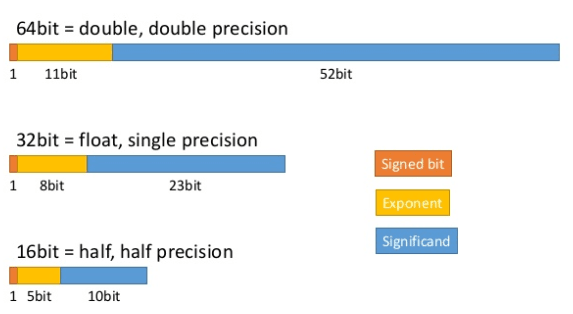 64bit = double, double precision
1 11bit 52bit
32bit = float, single precision
1 8bit 23bit
Signed bit
Exponent
Significand
16bit = half, half precision
1 5bit 10bit